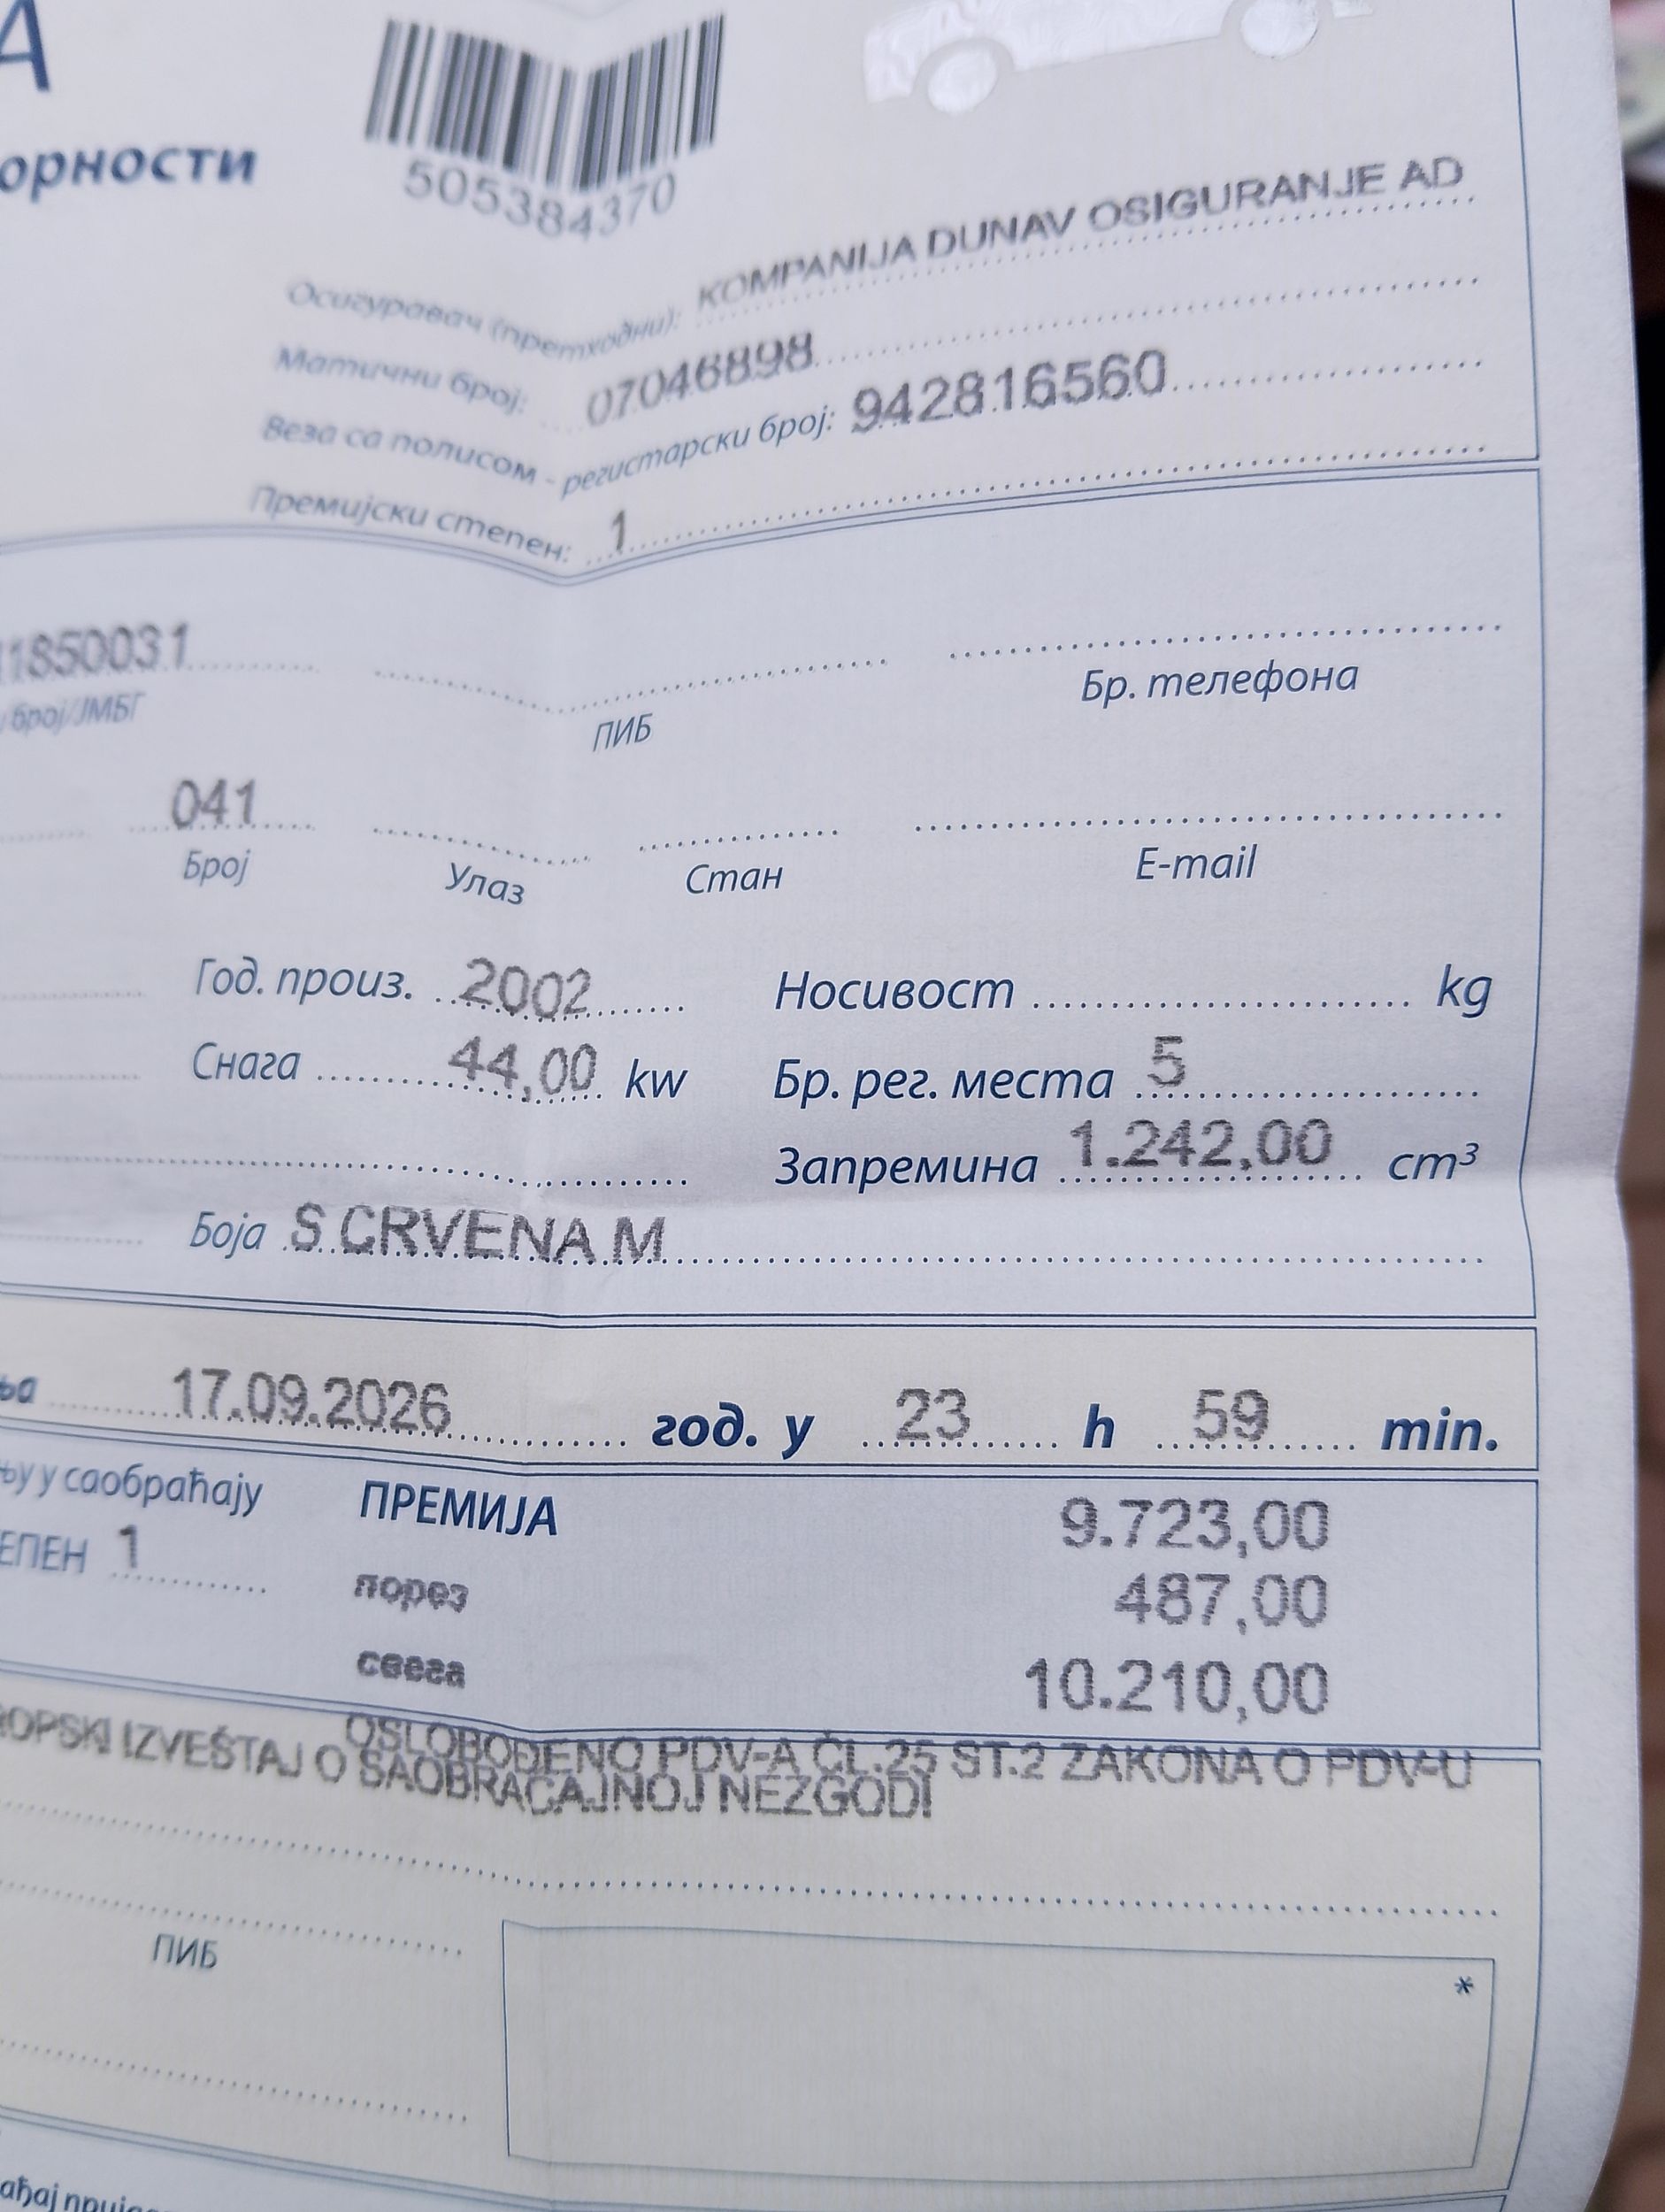 А
орности
505384370
Осигуравач (претходни): KOMPANIJA DUNAV OSIGURANJE AD
Матични број: 07046898
Веза са полисом - регистарски број: 942816560
Премијски степен: 1
1850031
број/ЈМБГ
ПИБ
Бр. телефона
041
Број
Улаз
Стан
E-mail
Год. произ. 2002
Носивост kg
Снага 44,00 kw
Бр. рег. места 5
Запремина 1.242,00 cm³
Боја S CRVENA M
ња 17.09.2026 год. у 23 h 59 min.
њу у саобраћају
ПРЕМИЈА 9.723,00
ЕПЕН 1
порез 487,00
свега 10.210,00
OSLOBOĐENO PDV-A ČL.25 ST.2 ZAKONA O PDV-U
ROPSKI IZVEŠTAJ O SAOBRAĆAJNOJ NEZGODI
ПИБ
*